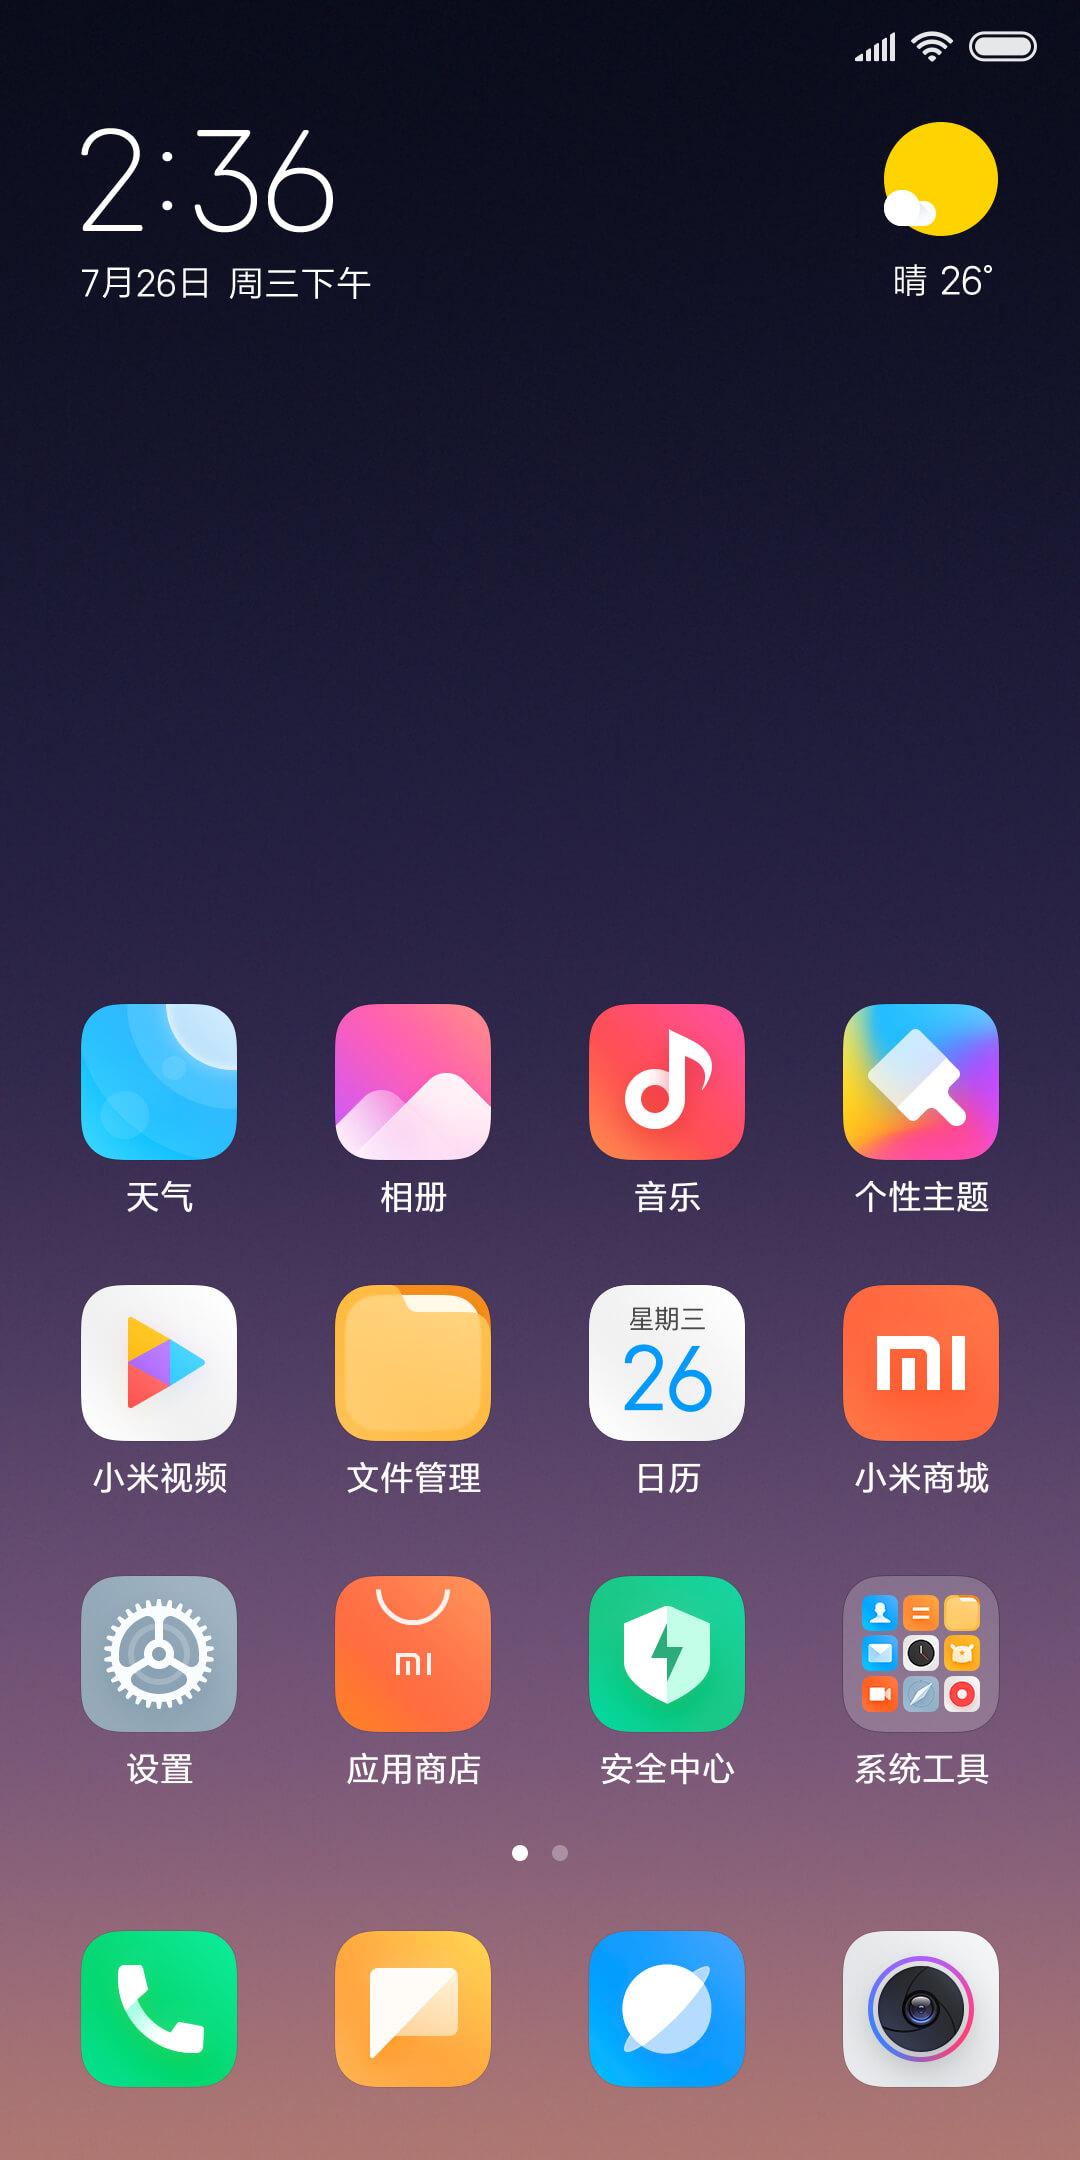 2:36
7月26日 周三下午
晴 26°
天气
相册
音乐
个性主题
星期三
26
mi
小米视频
文件管理
日历
小米商城
mi
设置
应用商店
安全中心
系统工具